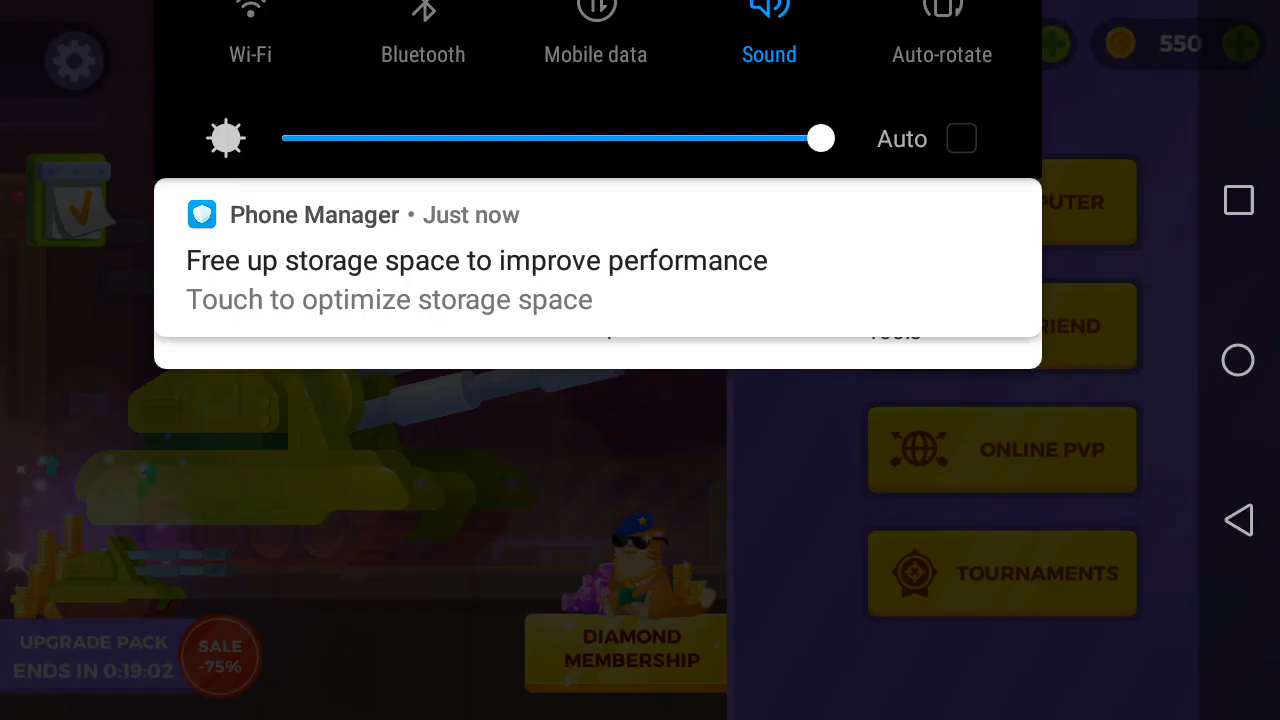 Wi-Fi
Bluetooth
Mobile data
Sound
Auto-rotate
550
Auto
Phone Manager • Just now
Free up storage space to improve performance
Touch to optimize storage space
PUTER
RIEND
ONLINE PVP
TOURNAMENTS
UPGRADE PACK
ENDS IN 0:19:02
SALE
-75%
DIAMOND
MEMBERSHIP